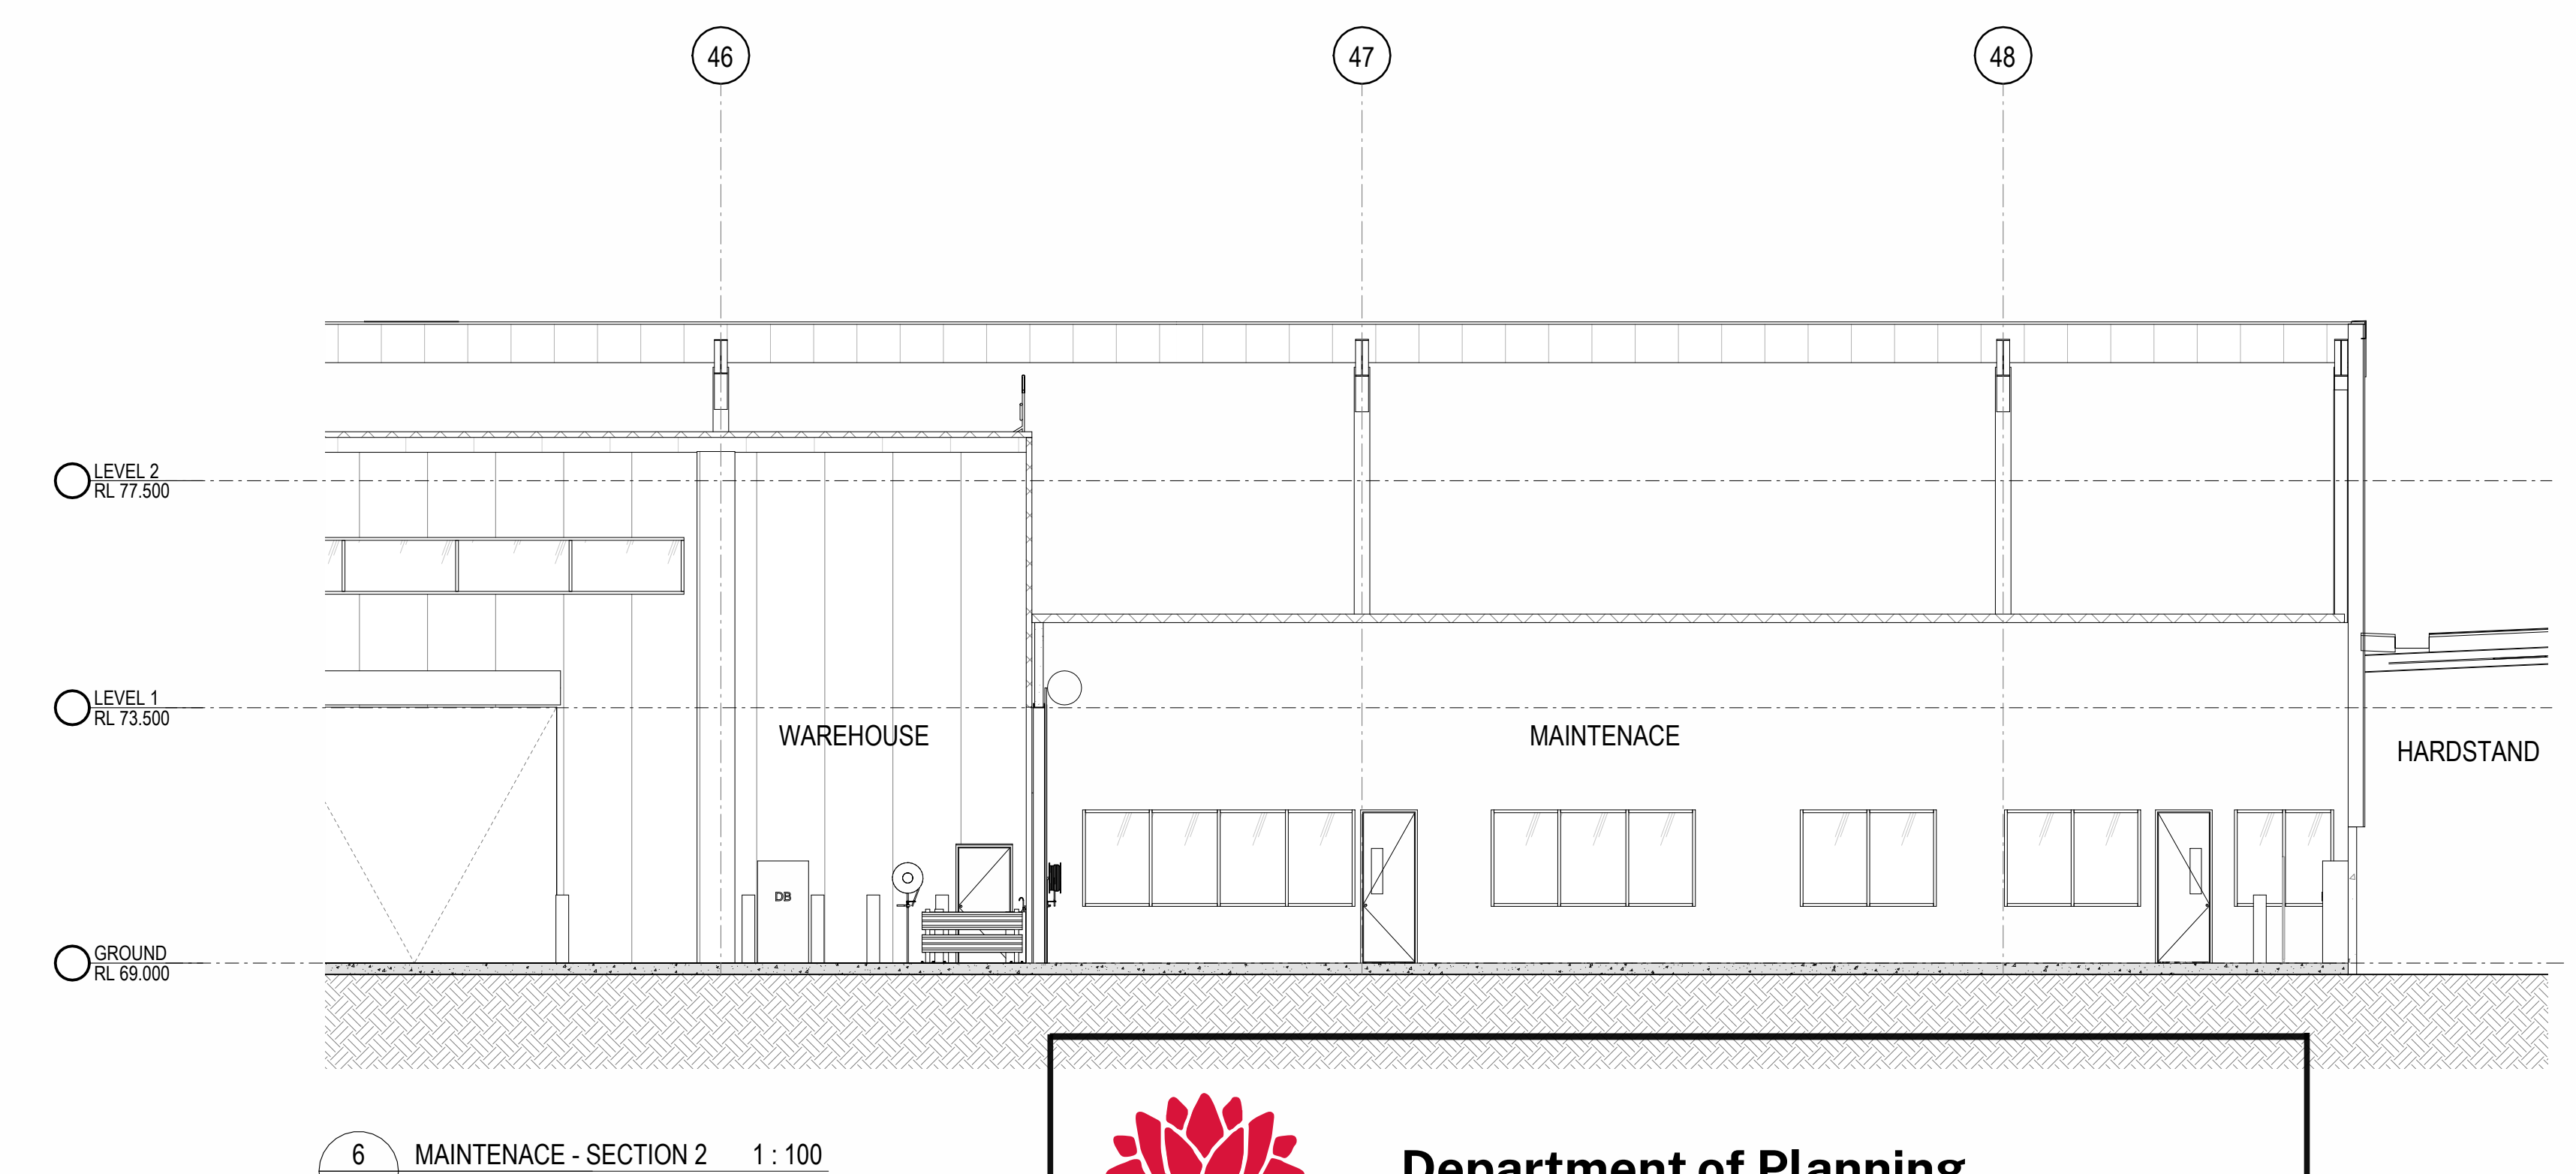 46
47
48
LEVEL 2
RL 77.500
LEVEL 1
RL 73.500
WAREHOUSE
MAINTENACE
HARDSTAND
DB
GROUND
RL 69.000
6
MAINTENACE - SECTION 2
1 : 100
Department of Planning